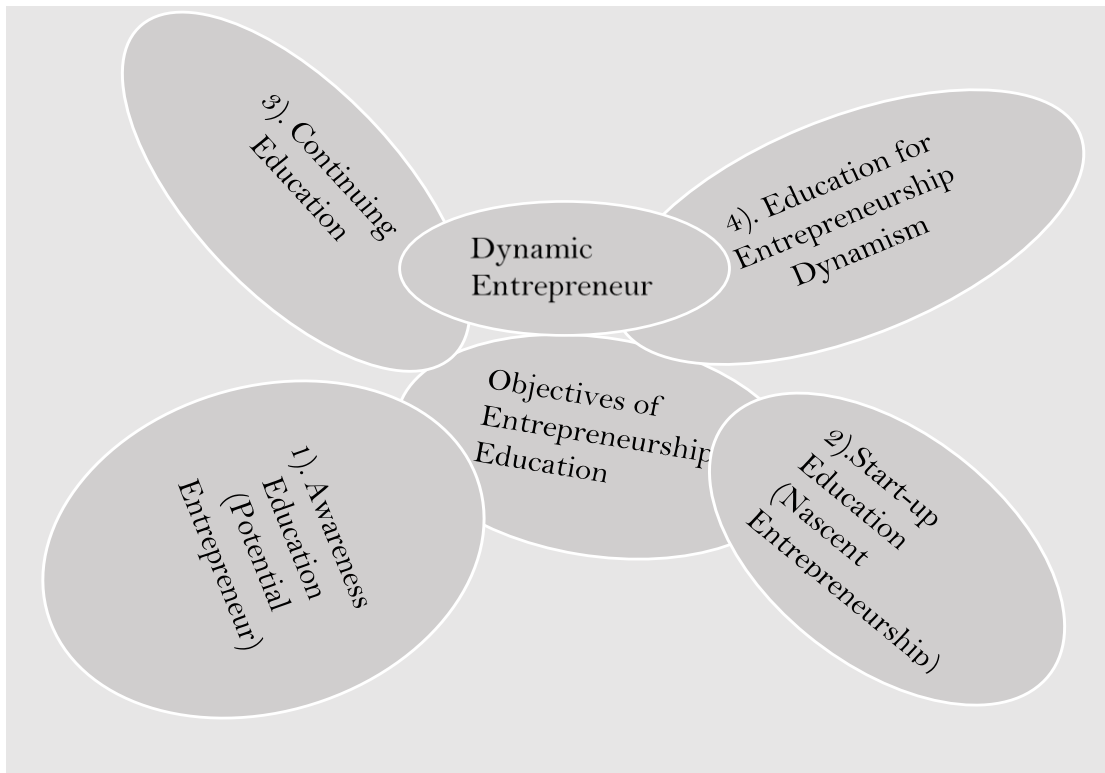 3). Continuing
Education
4). Education for
Entrepreneurship
Dynamism
Dynamic
Entrepreneur
Objectives of
Entrepreneurship
Education
1). Awareness
Education
(Potential
Entrepreneur)
2).Start-up
Education
(Nascent
Entrepreneurship)